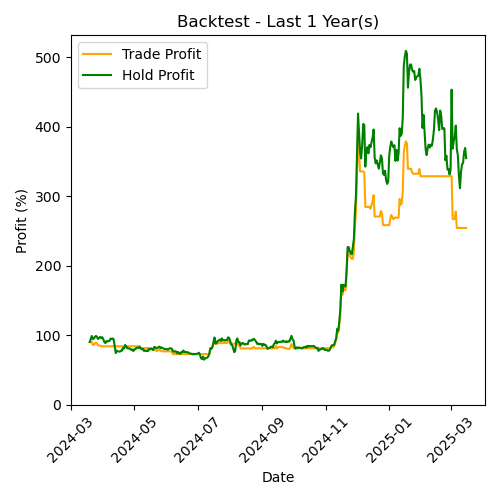 Backtest - Last 1 Year(s)
Trade Profit
Hold Profit
Profit (%)
500
400
300
200
100
0
2024-03
2024-05
2024-07
2024-09
2024-11
2025-01
2025-03
Date